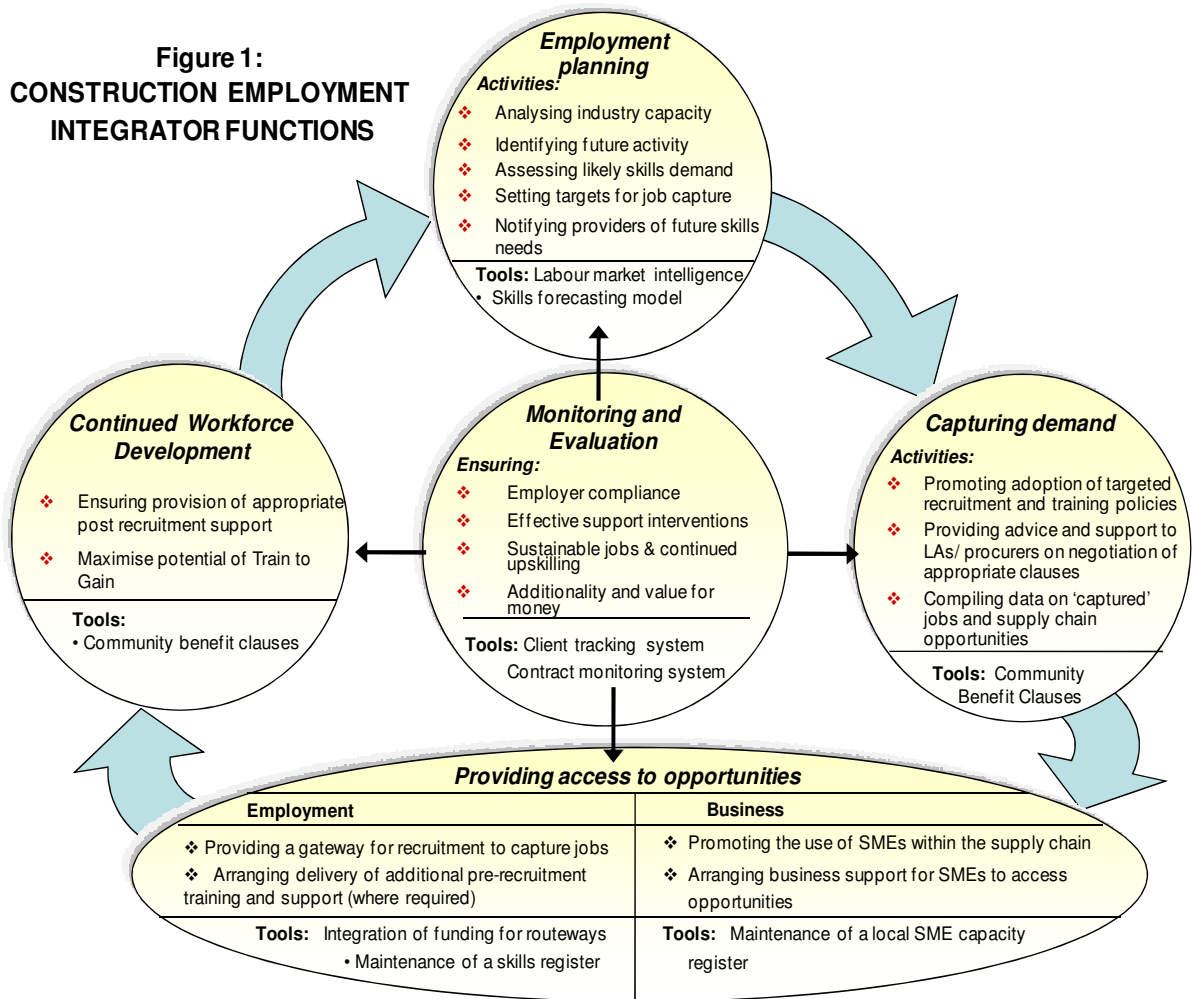 Figure 1:
CONSTRUCTION EMPLOYMENT
INTEGRATOR FUNCTIONS
Employment
planning
Activities:
❖ Analysing industry capacity
❖ Identifying future activity
❖ Assessing likely skills demand
❖ Setting targets for job capture
❖ Notifying providers of future skills
needs
Tools: Labour market intelligence
• Skills forecasting model
Continued Workforce
Development
❖ Ensuring provision of appropriate
post recruitment support
❖ Maximise potential of Train to
Gain
Tools:
• Community benefit clauses
Monitoring and
Evaluation
Ensuring:
❖ Employer compliance
❖ Effective support interventions
❖ Sustainable jobs & continued
upskilling
❖ Additionality and value for
money
Tools: Client tracking system
Contract monitoring system
Capturing demand
Activities:
❖ Promoting adoption of targeted
recruitment and training policies
❖ Providing advice and support to
LAs/ procurers on negotiation of
appropriate clauses
❖ Compiling data on ‘captured’
jobs and supply chain
opportunities
Tools: Community
Benefit Clauses
Providing access to opportunities
Employment
❖ Providing a gateway for recruitment to capture jobs
❖ Arranging delivery of additional pre-recruitment
training and support (where required)
Tools: Integration of funding for routeways
• Maintenance of a skills register
Business
❖ Promoting the use of SMEs within the supply chain
❖ Arranging business support for SMEs to access
opportunities
Tools: Maintenance of a local SME capacity
register